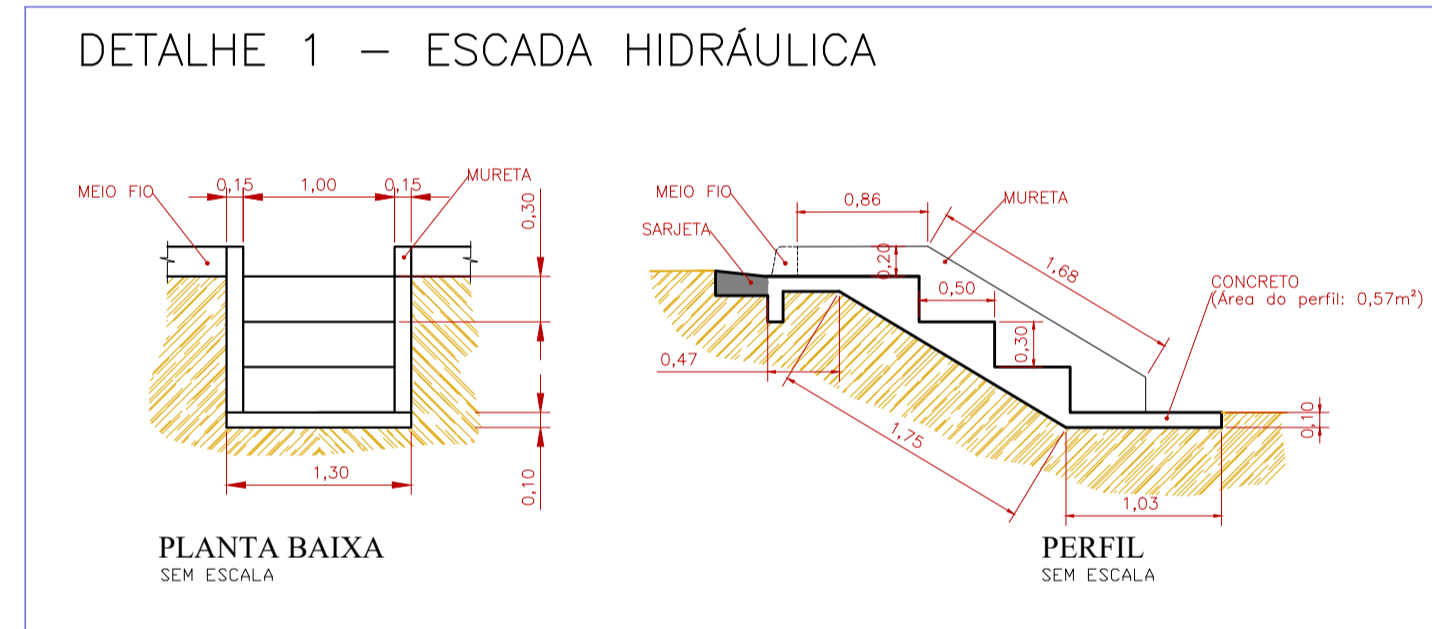 DETALHE 1 – ESCADA HIDRÁULICA
MEIO FIO
0,15
1,00
0,15
MURETA
0,30
1,30
0,10
PLANTA BAIXA
SEM ESCALA
MEIO FIO
SARJETA
0,86
MURETA
0,20
1,68
0,50
CONCRETO
(Área do perfil: 0,57m²)
0,30
0,47
1,75
0,10
1,03
PERFIL
SEM ESCALA